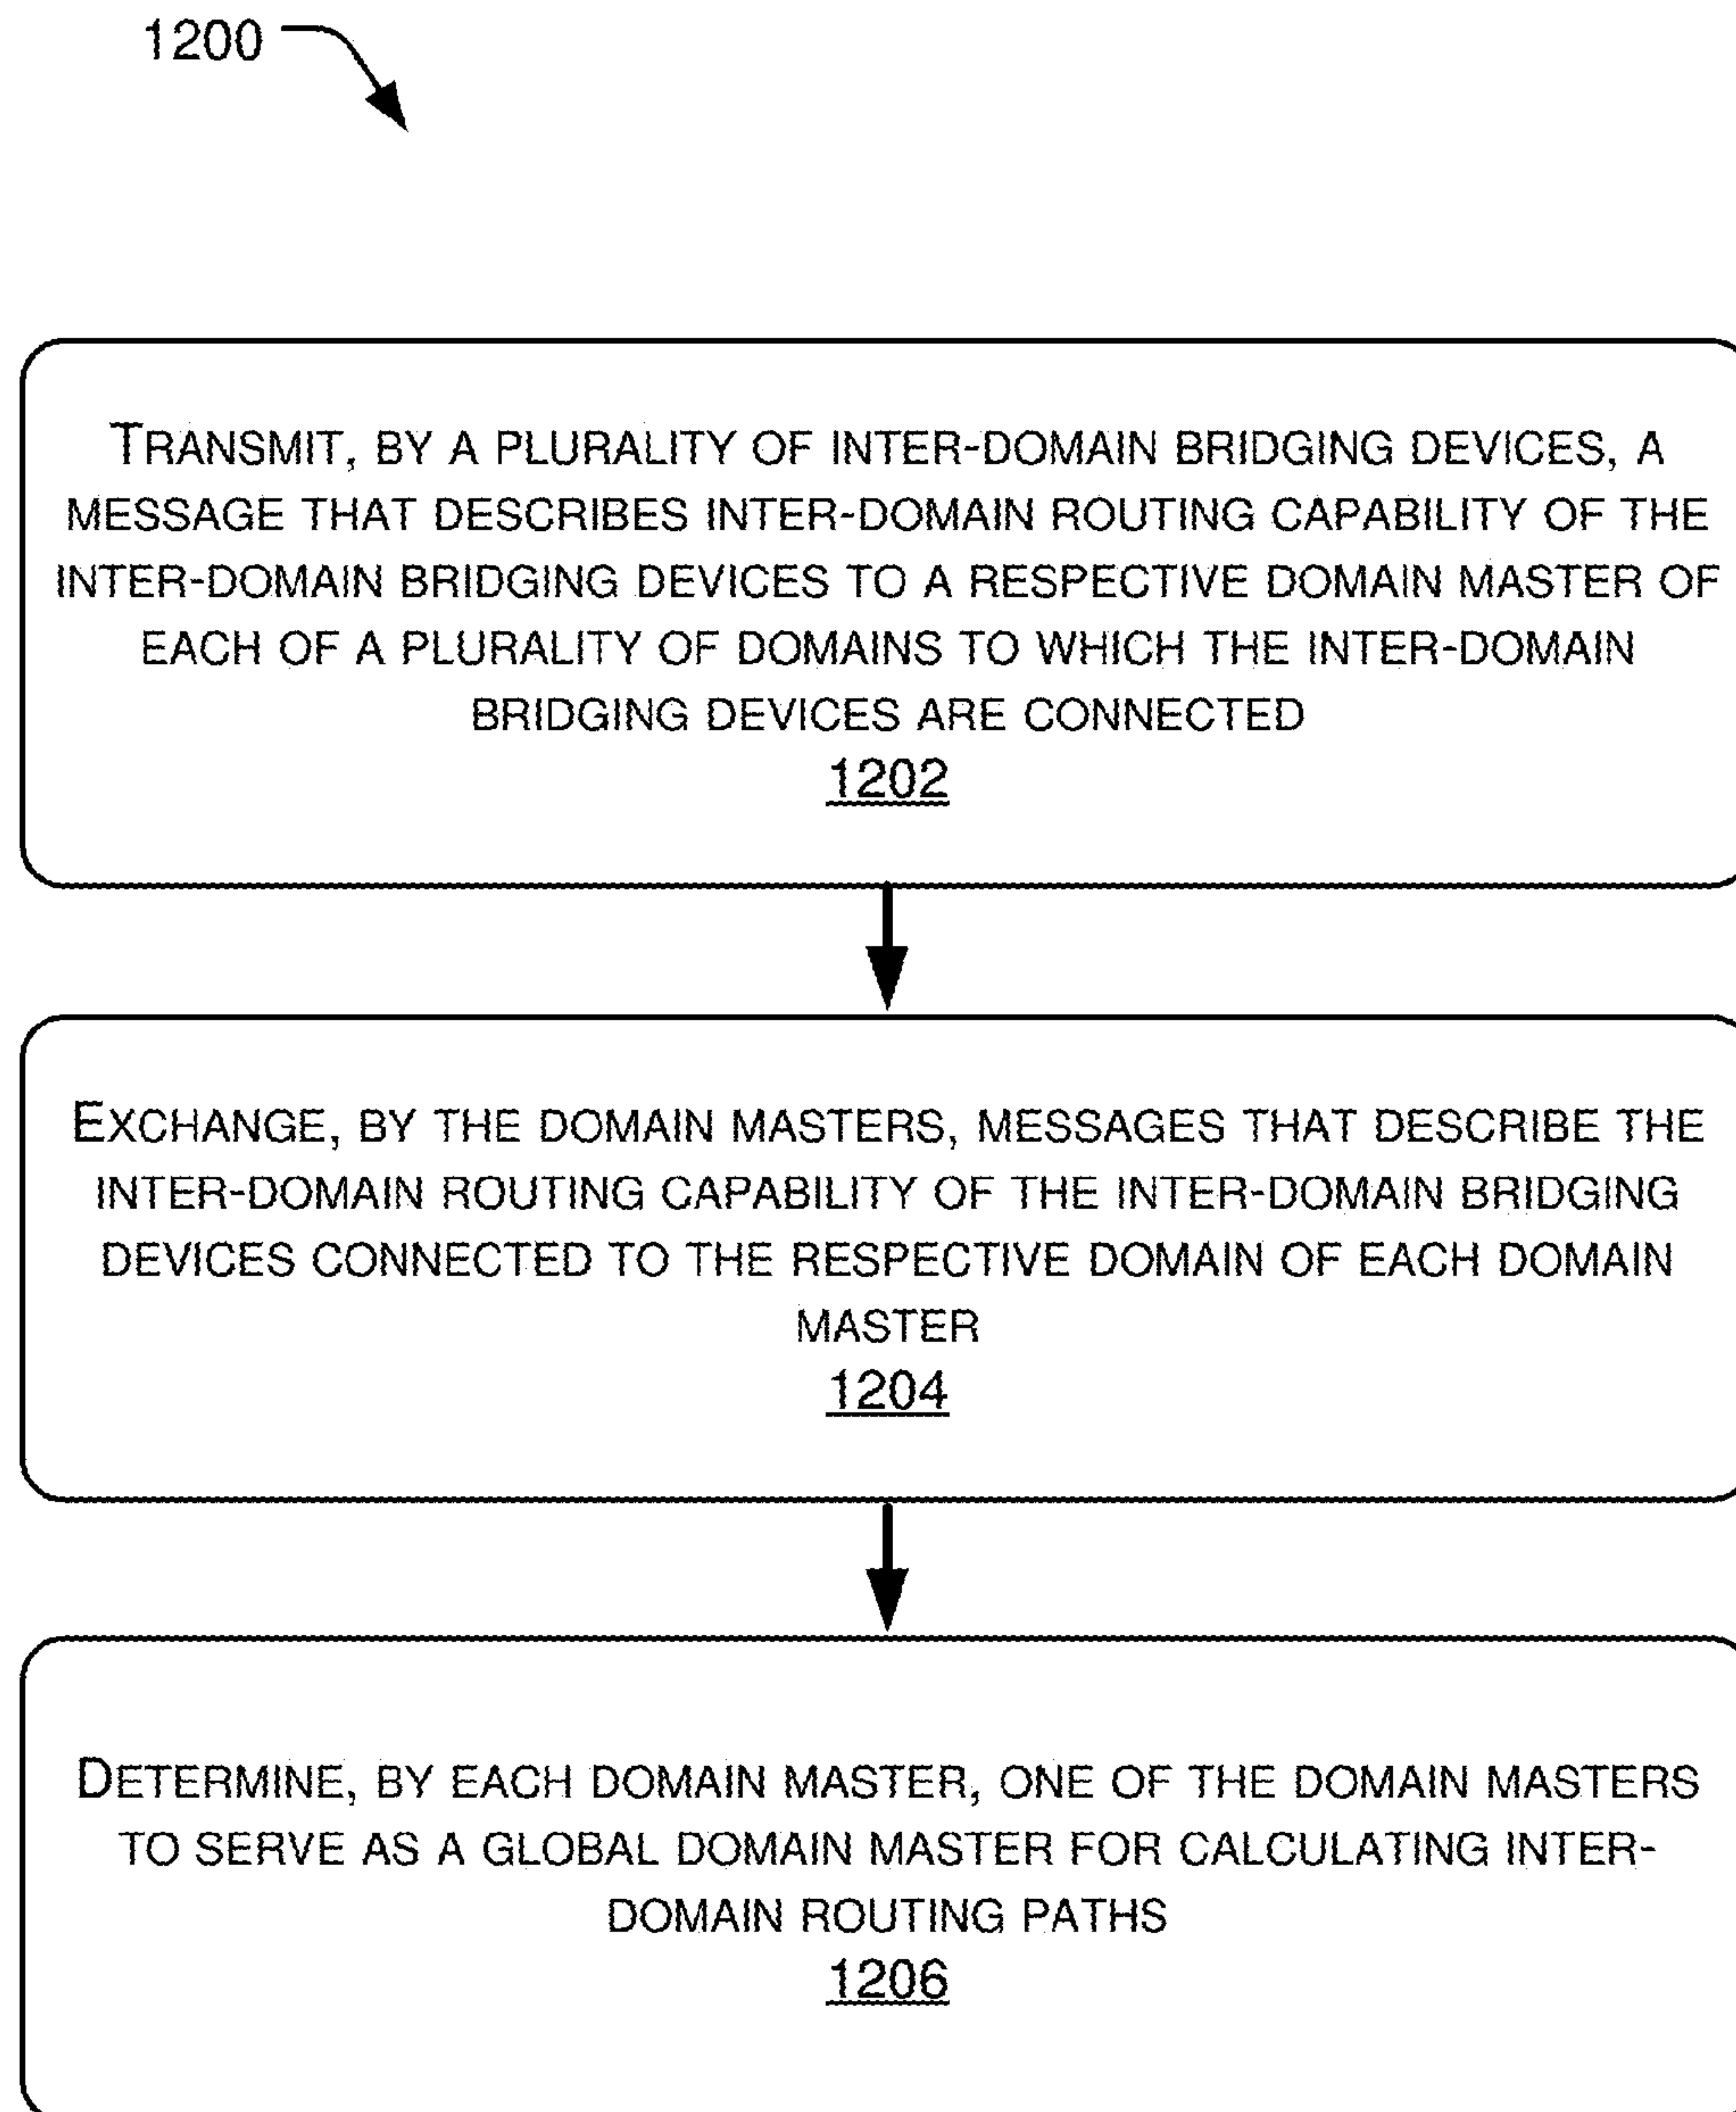 1200
TRANSMIT, BY A PLURALITY OF INTER-DOMAIN BRIDGING DEVICES, A
MESSAGE THAT DESCRIBES INTER-DOMAIN ROUTING CAPABILITY OF THE
INTER-DOMAIN BRIDGING DEVICES TO A RESPECTIVE DOMAIN MASTER OF
EACH OF A PLURALITY OF DOMAINS TO WHICH THE INTER-DOMAIN
BRIDGING DEVICES ARE CONNECTED
1202
EXCHANGE, BY THE DOMAIN MASTERS, MESSAGES THAT DESCRIBE THE
INTER-DOMAIN ROUTING CAPABILITY OF THE INTER-DOMAIN BRIDGING
DEVICES CONNECTED TO THE RESPECTIVE DOMAIN OF EACH DOMAIN
MASTER
1204
DETERMINE, BY EACH DOMAIN MASTER, ONE OF THE DOMAIN MASTERS
TO SERVE AS A GLOBAL DOMAIN MASTER FOR CALCULATING INTER-
DOMAIN ROUTING PATHS
1206